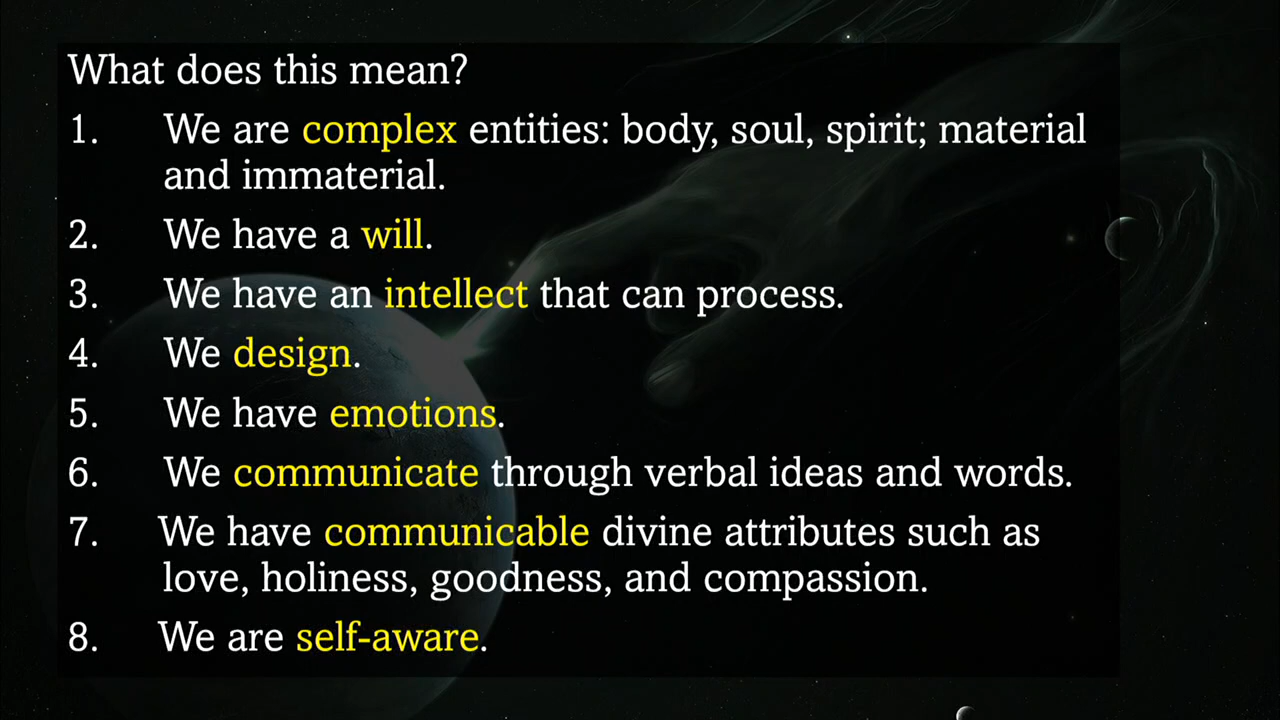 What does this mean?
1. We are complex entities: body, soul, spirit; material
and immaterial.
2. We have a will.
3. We have an intellect that can process.
4. We design.
5. We have emotions.
6. We communicate through verbal ideas and words.
7. We have communicable divine attributes such as
love, holiness, goodness, and compassion.
8. We are self-aware.